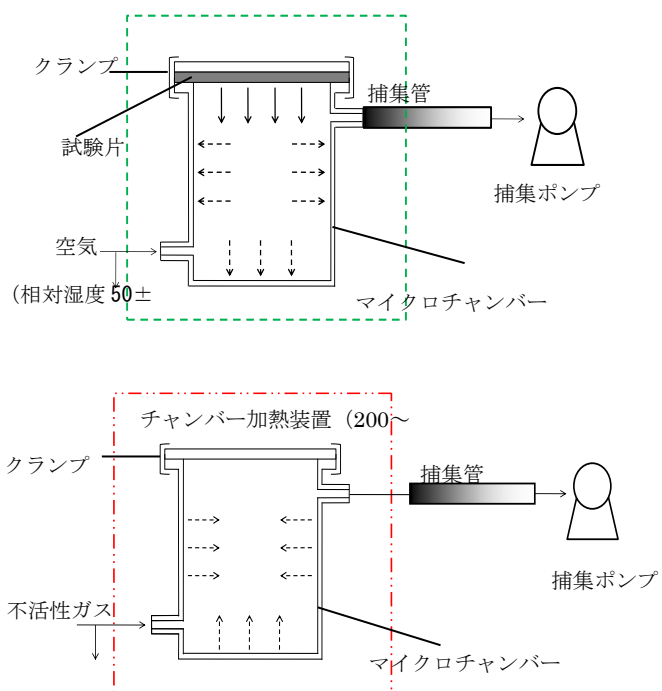 クランプ
捕集管
試験片
捕集ポンプ
空気
(相対湿度 50±
マイクロチャンバー
チャンバー加熱装置（200～
クランプ
捕集管
捕集ポンプ
不活性ガス
マイクロチャンバー